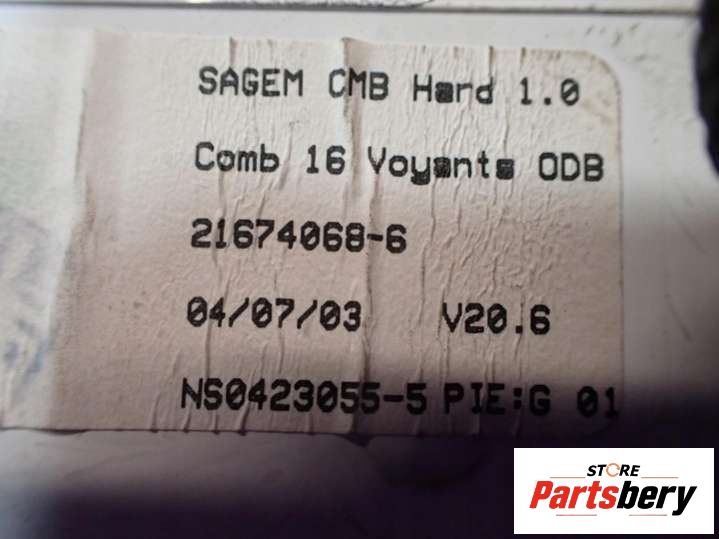 SAGEM CMB Hard 1.0
Comb 16 Voyants ODB
21674068-6
04/07/03 V20.6
NS0423055-5 PIE:G 01
STORE
Partsbery